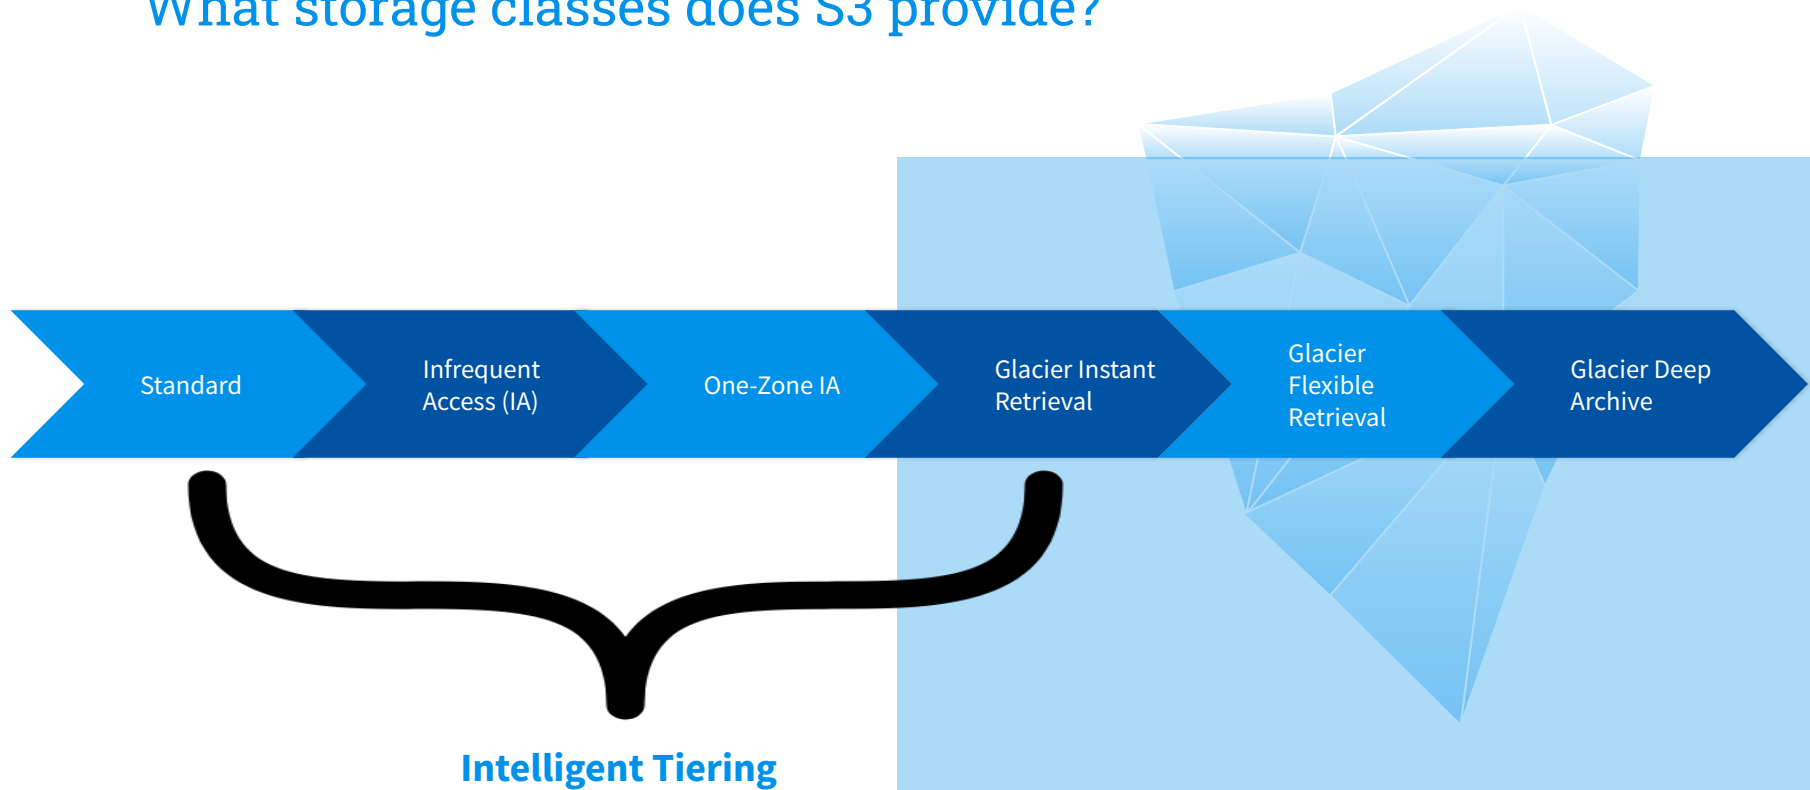 What storage classes does S3 provide?
Standard
Infrequent
Access (IA)
One-Zone IA
Glacier Instant
Retrieval
Glacier
Flexible
Retrieval
Glacier Deep
Archive
Intelligent Tiering